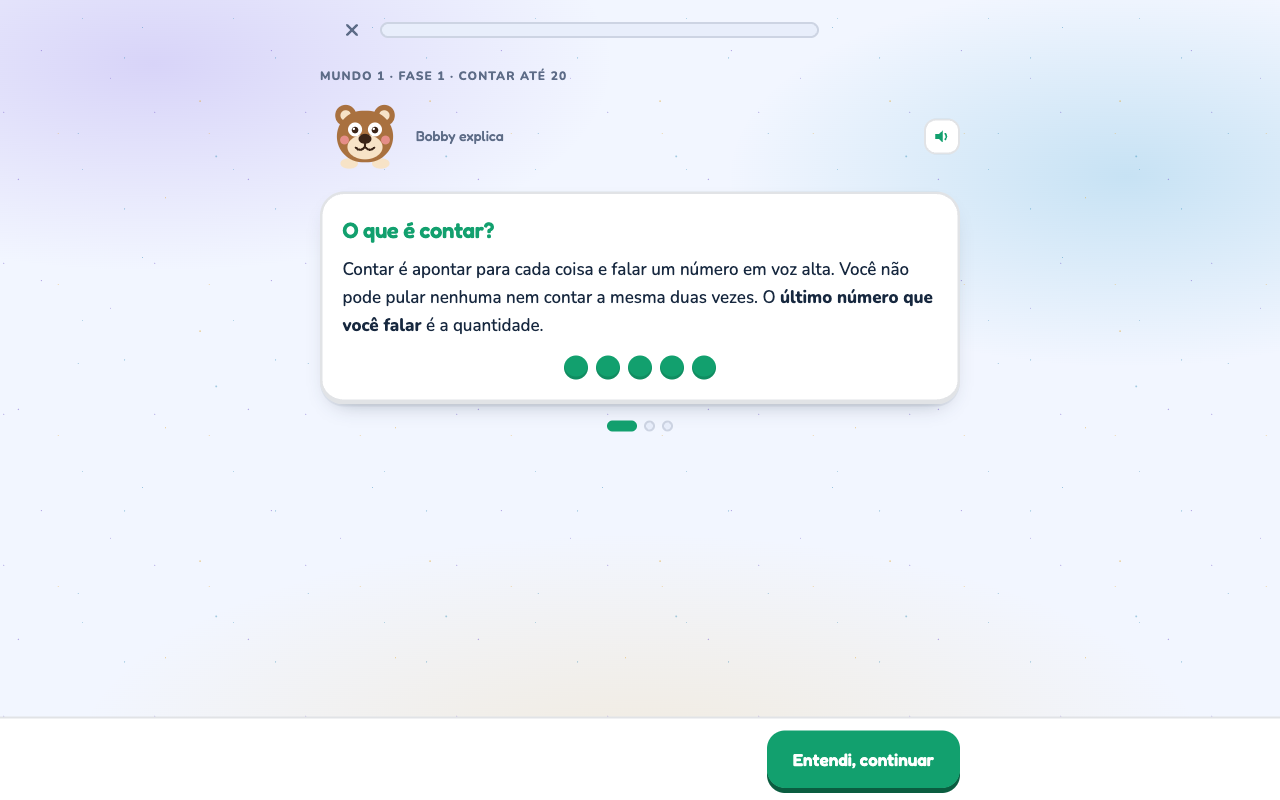 MUNDO 1 · FASE 1 · CONTAR ATÉ 20
Bobby explica
O que é contar?
Contar é apontar para cada coisa e falar um número em voz alta. Você não
pode pular nenhuma nem contar a mesma duas vezes. O último número que
você falar é a quantidade.
Entendi, continuar